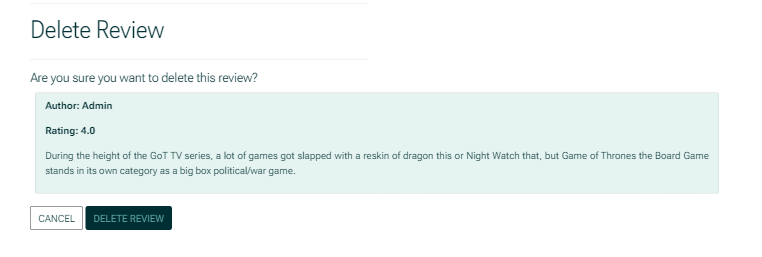 Delete Review
Are you sure you want to delete this review?
Author: Admin
Rating: 4.0
During the height of the GoT TV series, a lot of games got slapped with a reskin of dragon this or Night Watch that, but Game of Thrones the Board Game
stands in its own category as a big box political/war game.
CANCEL DELETE REVIEW